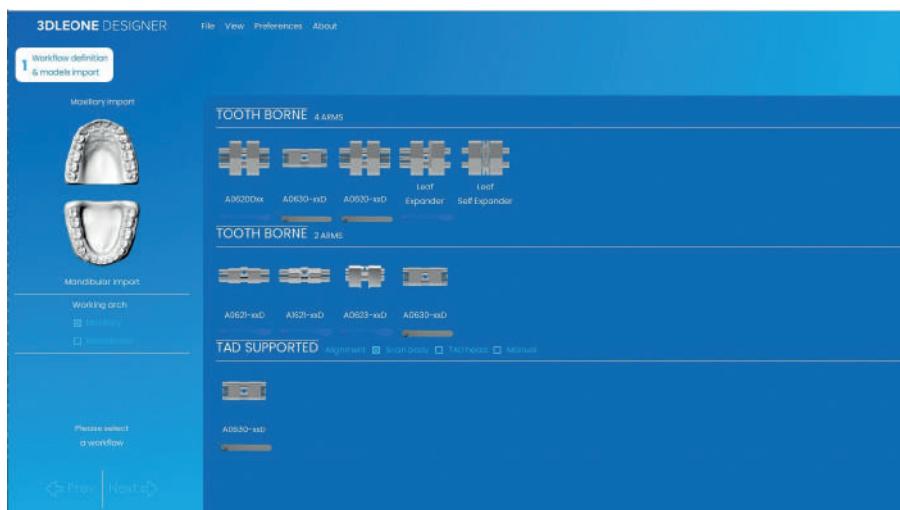 3DLEONE DESIGNER
File View Preferences About
1 Workflow definition
& models import
Maxillary import
Mandibular import
Working arch
Maxillary
Please select
a workflow
Prev Next
TOOTH BORNE 4 ARMS
A0620Dxx A0630-xxD A0620-xxD Leaf Expander Leaf Self Expander
TOOTH BORNE 2 ARMS
A0621-xxD A1621-xxD A0623-xxD A0630-xxD
TAD SUPPORTED Alignment Scan body TAD head Manual
A0630-xxD